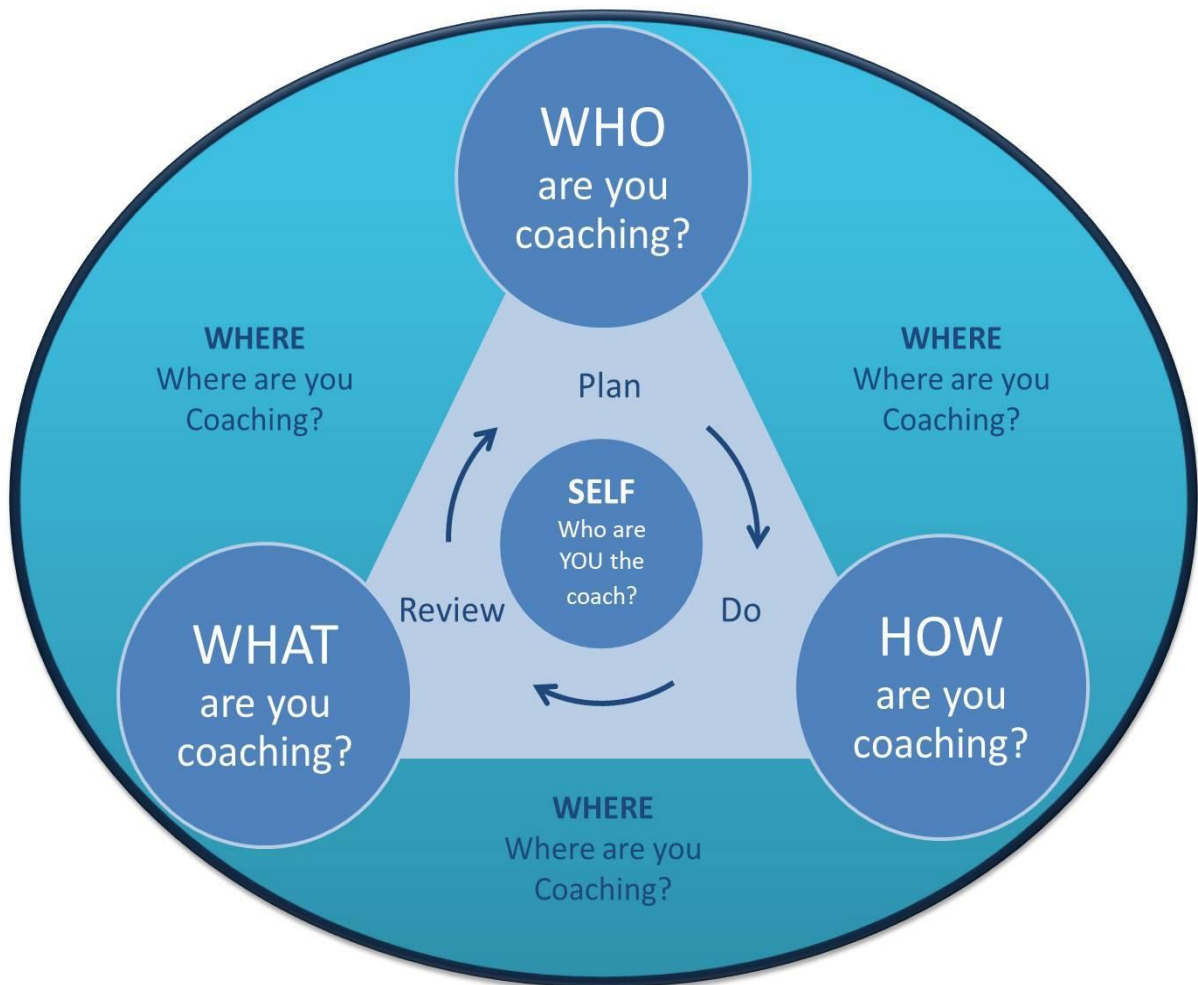 WHO
are you
coaching?
WHERE
Where are you
Coaching?
WHERE
Where are you
Coaching?
Plan
SELF
Who are
YOU the
coach?
Review
Do
WHAT
are you
coaching?
HOW
are you
coaching?
WHERE
Where are you
Coaching?